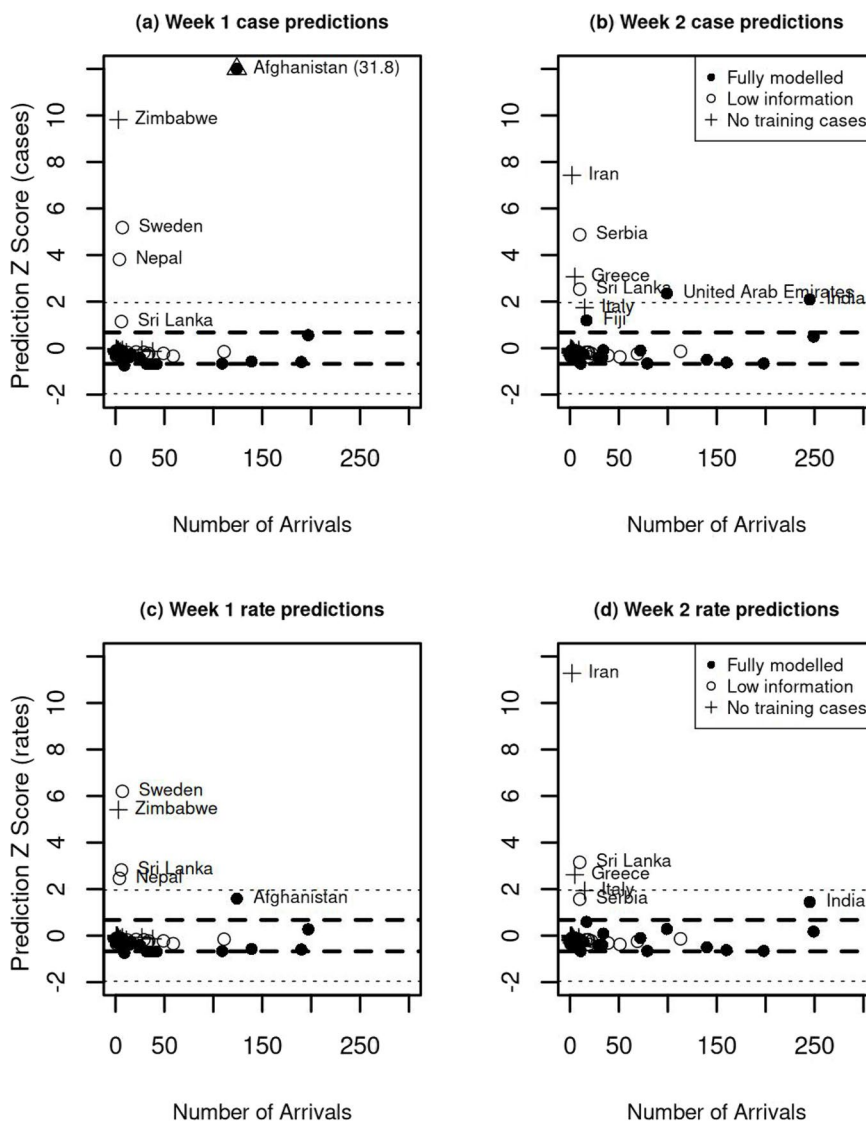 (a) Week 1 case predictions
Prediction Z Score (cases)
10
8
6
4
2
0
-2
Afghanistan (31.8)
Zimbabwe
Sweden
Nepal
Sri Lanka
0 50 150 250
Number of Arrivals
(b) Week 2 case predictions
10
8
6
4
2
0
-2
Fully modelled
Low information
No training cases
Iran
Serbia
Greece
Sri Lanka
United Arab Emirates
India
Italy
Fiji
0 50 150 250
Number of Arrivals
(c) Week 1 rate predictions
Prediction Z Score (rates)
10
8
6
4
2
0
-2
Sweden
Zimbabwe
Sri Lanka
Nepal
Afghanistan
0 50 150 250
Number of Arrivals
(d) Week 2 rate predictions
10
8
6
4
2
0
-2
Fully modelled
Low information
No training cases
Iran
Sri Lanka
Greece
Italy
Serbia
India
0 50 150 250
Number of Arrivals